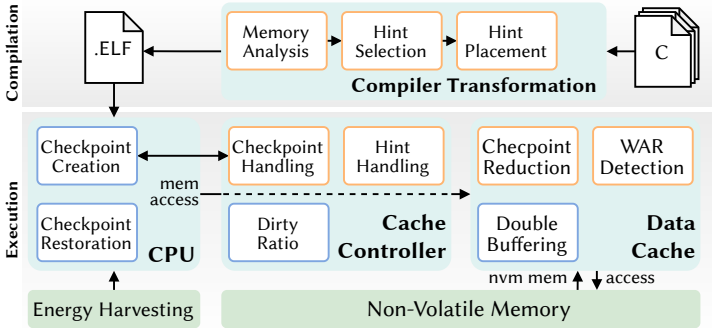 Compilation
.ELF
Memory
Analysis
Hint
Selection
Hint
Placement
Compiler Transformation
C
Execution
Checkpoint
Creation
Checkpoint
Restoration
CPU
mem
access
Checkpoint
Handling
Hint
Handling
Dirty
Ratio
Cache
Controller
Checpoint
Reduction
WAR
Detection
Double
Buffering
Data
Cache
nvm mem
access
Energy Harvesting
Non-Volatile Memory